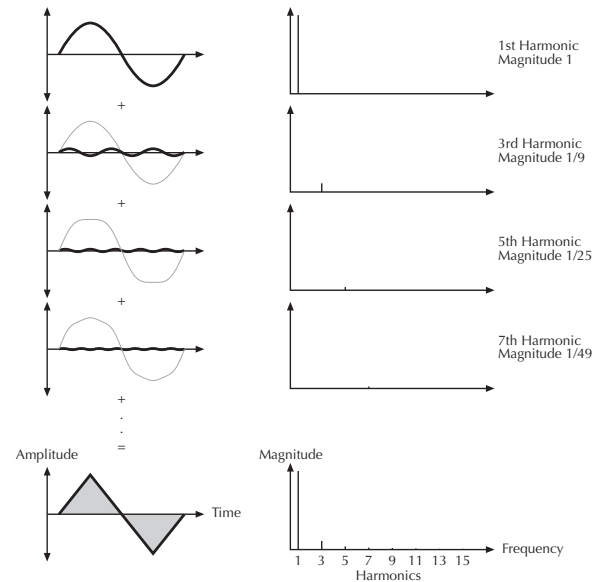 1st Harmonic
Magnitude 1
+
3rd Harmonic
Magnitude 1/9
+
5th Harmonic
Magnitude 1/25
+
7th Harmonic
Magnitude 1/49
+
.
.
=
Amplitude
Magnitude
Time
Frequency
1 3 5 7 9 11 13 15
Harmonics